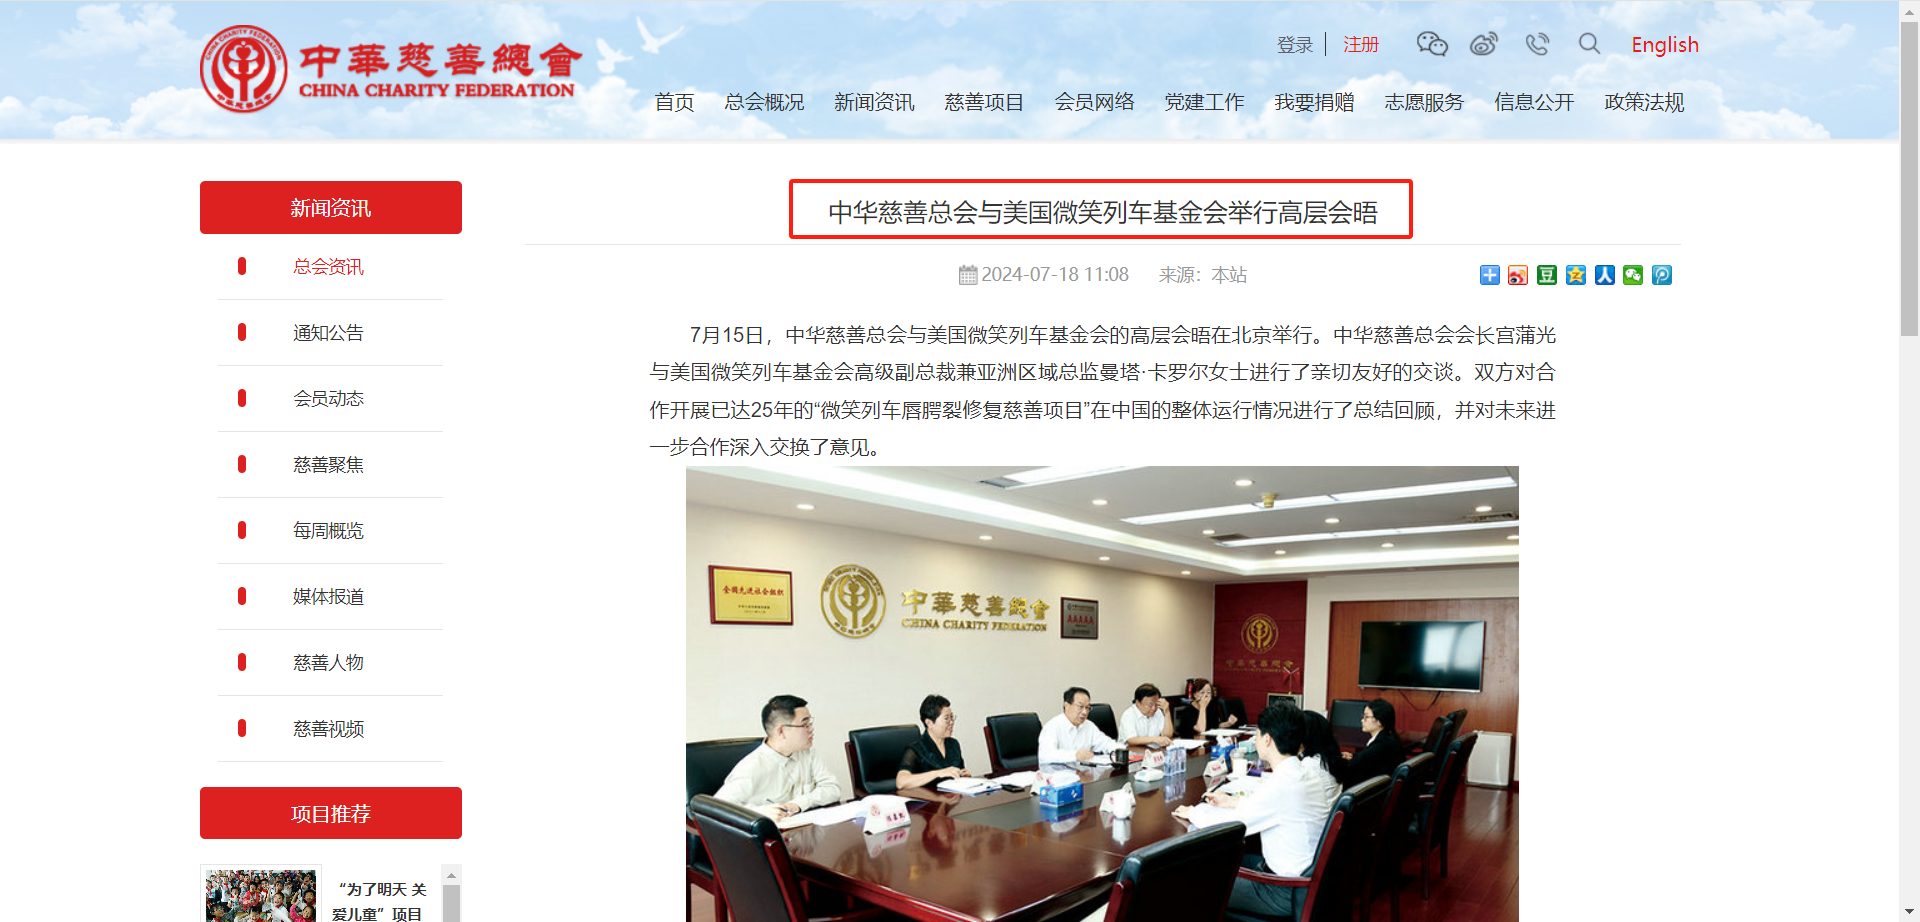 中華慈善總會
CHINA CHARITY FEDERATION
登录 注册 English
首页 总会概况 新闻资讯 慈善项目 会员网络 党建工作 我要捐赠 志愿服务 信息公开 政策法规
新闻资讯
总会资讯
通知公告
会员动态
慈善聚焦
每周概览
媒体报道
慈善人物
慈善视频
项目推荐
“为了明天 关
爱儿童”项目
中华慈善总会与美国微笑列车基金会举行高层会晤
2024-07-18 11:08 来源：本站
7月15日，中华慈善总会与美国微笑列车基金会的高层会晤在北京举行。中华慈善总会会长宫蒲光
与美国微笑列车基金会高级副总裁兼亚洲区域总监曼塔·卡罗尔女士进行了亲切友好的交谈。双方对合
作开展已达25年的“微笑列车唇腭裂修复慈善项目”在中国的整体运行情况进行了总结回顾，并对未来进
一步合作深入交换了意见。
全国先进社会组织
中華慈善總會
CHINA CHARITY FEDERATION
中華慈善總會